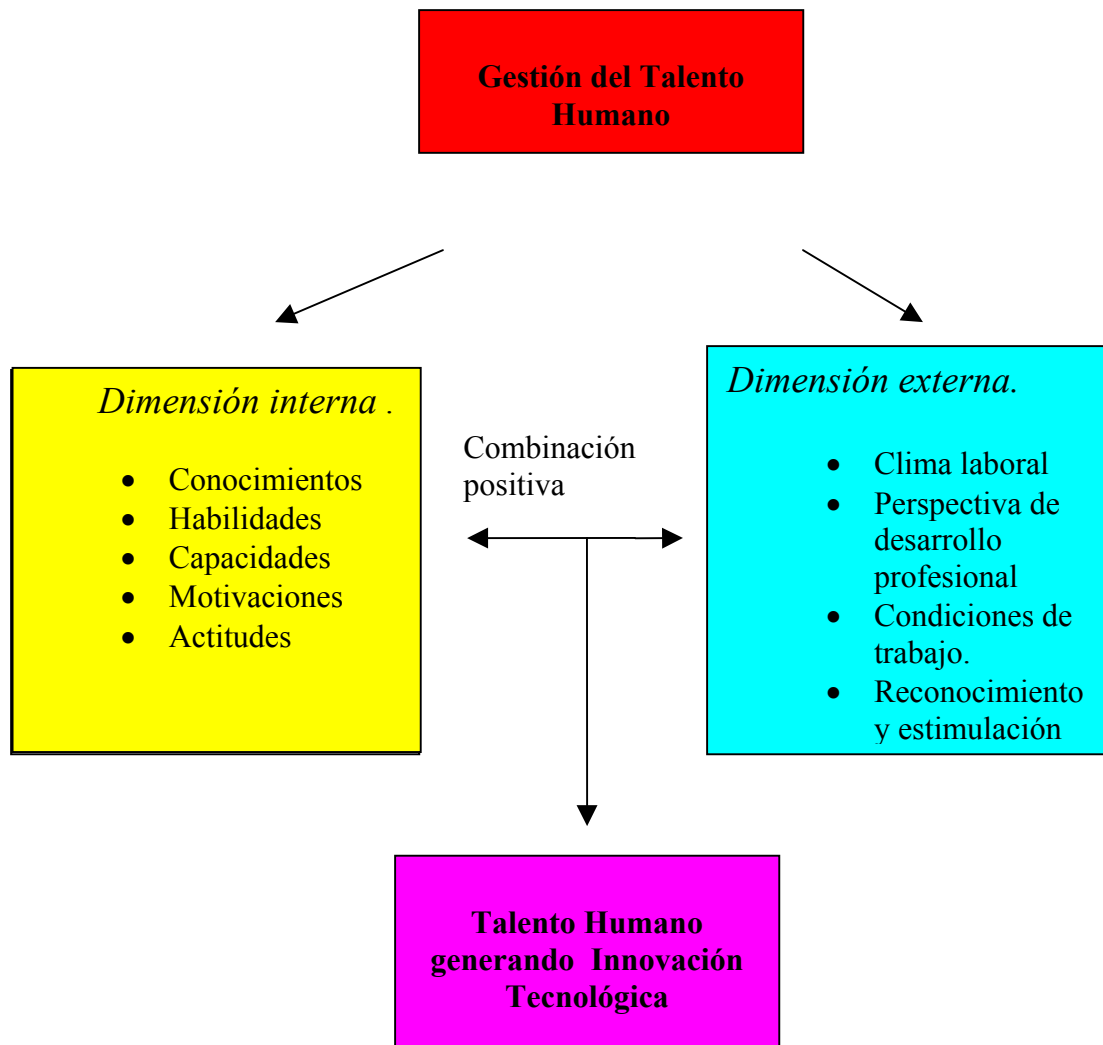 Gestión del Talento
Humano
Dimensión interna .
• Conocimientos
• Habilidades
• Capacidades
• Motivaciones
• Actitudes
Combinación
positiva
Dimensión externa.
• Clima laboral
• Perspectiva de
desarrollo
profesional
• Condiciones de
trabajo.
• Reconocimiento
y estimulación
Talento Humano
generando  Innovación
Tecnológica